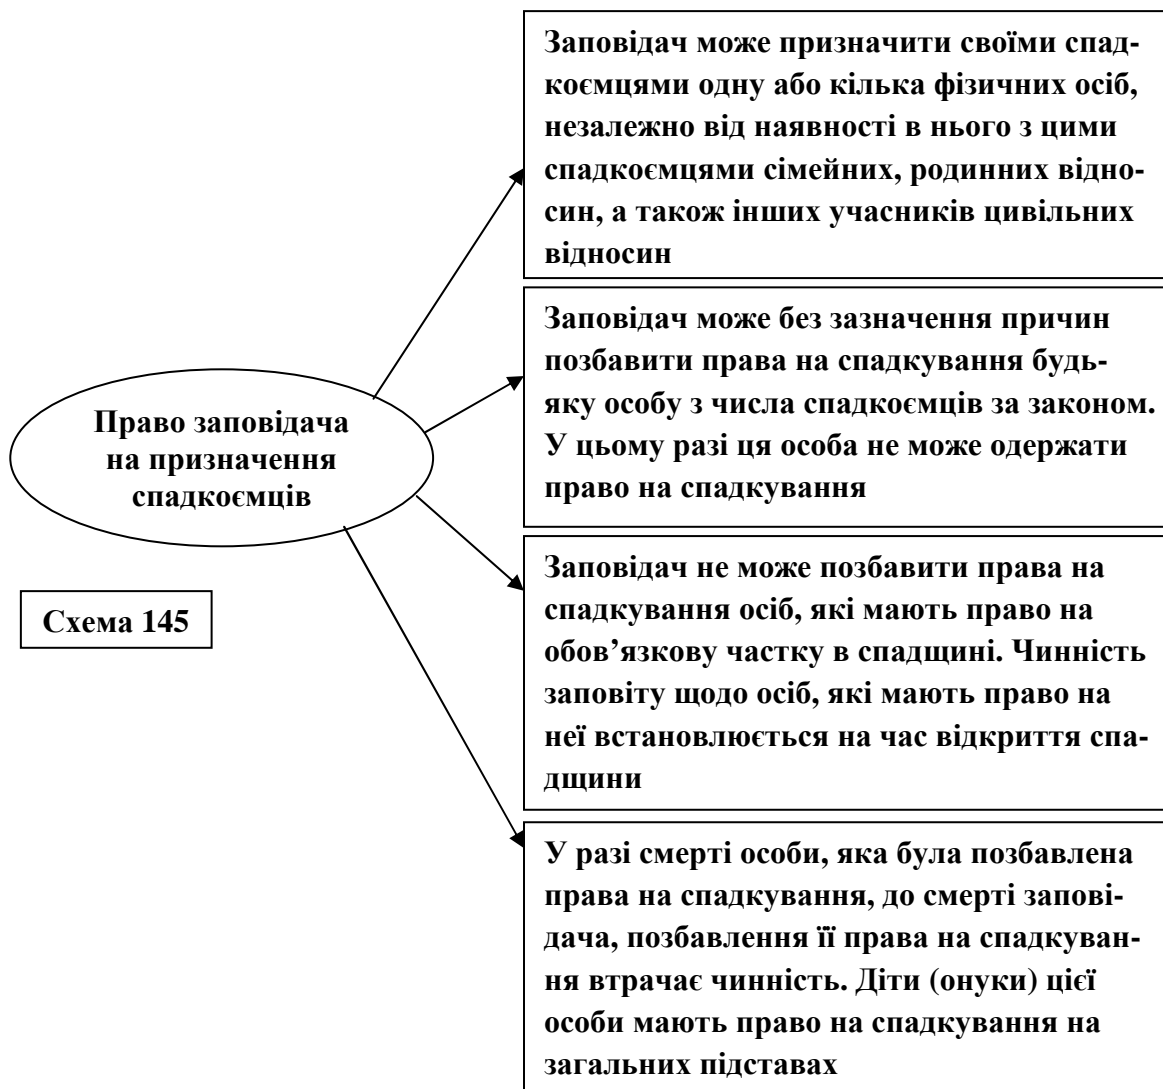 Заповідач може призначити своїми спад-
коємцями одну або кілька фізичних осіб,
незалежно від наявності в нього з цими
спадкоємцями сімейних, родинних відно-
син, а також інших учасників цивільних
відносин
Заповідач може без зазначення причин
позбавити права на спадкування будь-
яку особу з числа спадкоємців за законом.
У цьому разі ця особа не може одержати
право на спадкування
Право заповідача
на призначення
спадкоємців
Заповідач не може позбавити права на
спадкування осіб, які мають право на
обов’язкову частку в спадщині. Чинність
заповіту щодо осіб, які мають право на
неї встановлюється на час відкриття спа-
дщини
Схема 145
У разі смерті особи, яка була позбавлена
права на спадкування, до смерті запові-
дача, позбавлення її права на спадкуван-
ня втрачає чинність. Діти (онуки) цієї
особи мають право на спадкування на
загальних підставах